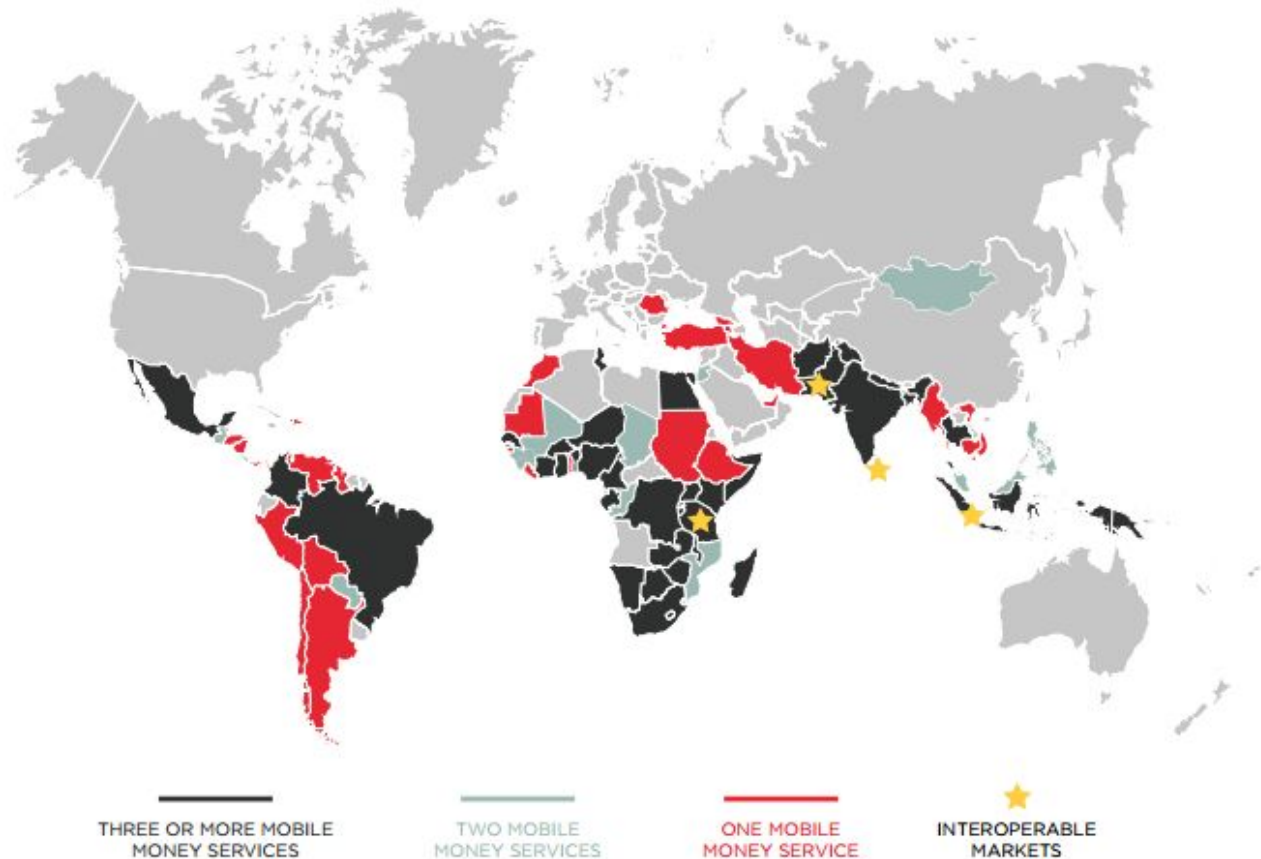 THREE OR MORE MOBILE
MONEY SERVICES
TWO MOBILE
MONEY SERVICES
ONE MOBILE
MONEY SERVICE
INTEROPERABLE
MARKETS